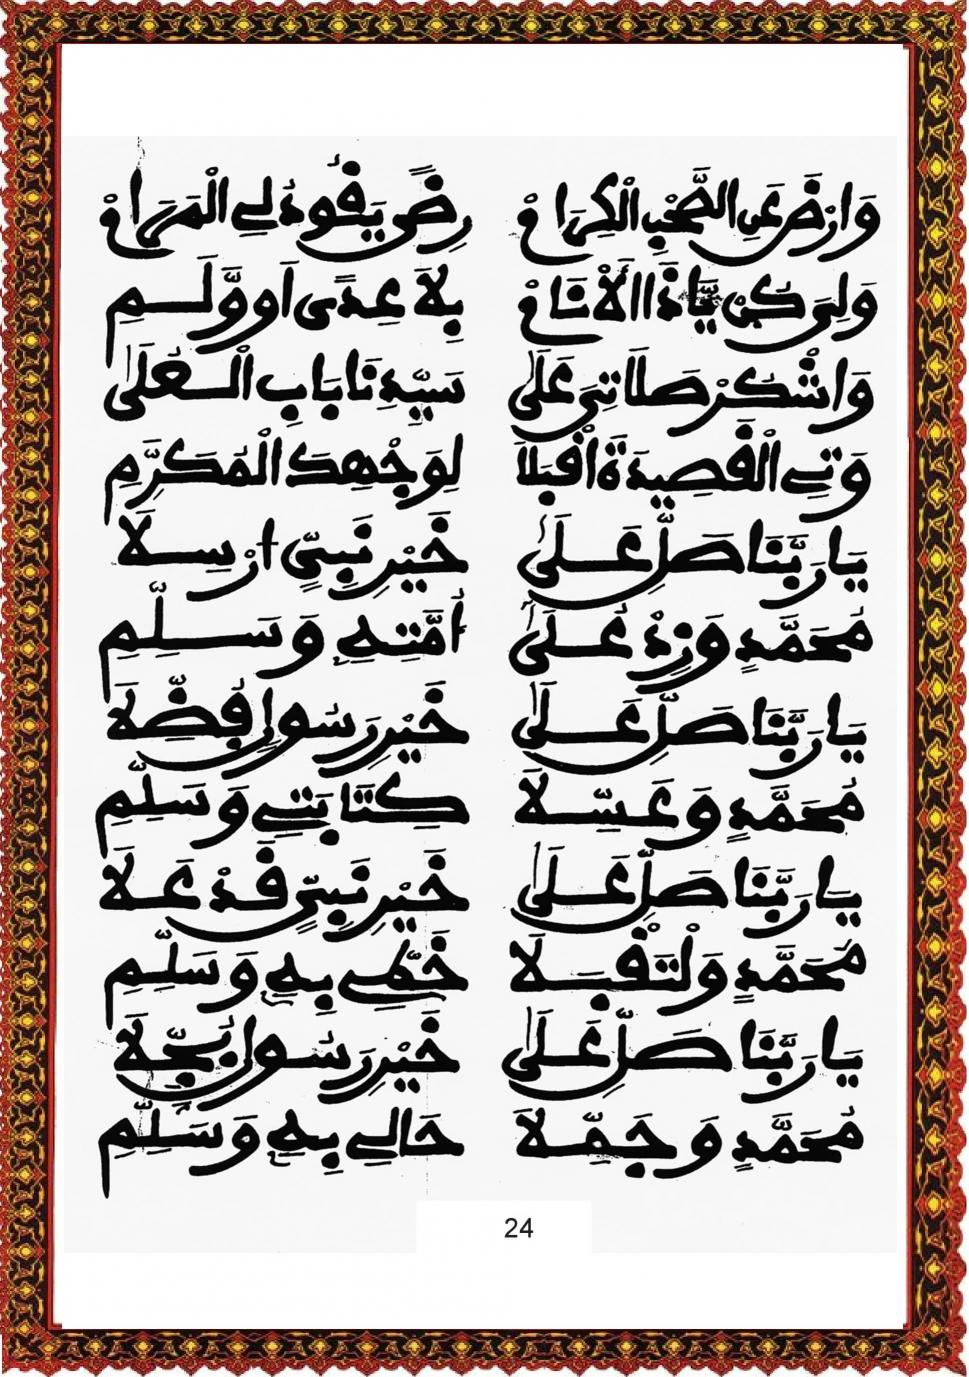 وَارْضَ عَنِ الصَّحْبِ الْكِرَامْ رِضًى يَقُودُ لِي الْمَرَامْ
وَلِي كُنْ يَا ذَا الْأَنَامْ بِلَا عِدًى أَوْ وَلَمِ
وَاشْكُرْ صَلَاتِي عَلَى سَيِّدِنَا بَابِ الْعُلَى
وَتِي الْقَصِيدَةَ اقْبَلَا لِوَجْهِكَ الْمُكَرَّمِ
يَا رَبَّنَا صَلِّ عَلَى خَيْرِ نَبِيٍّ أُرْسِلَا
مُحَمَّدٍ وَزِدْ عَلَى أُمَّتِهِ وَسَلِّمِ
يَا رَبَّنَا صَلِّ عَلَى خَيْرِ رَسُولٍ فَضُلَا
مُحَمَّدٍ وَعَسِّلَا كِتَابَتِي وَسَلِّمِ
يَا رَبَّنَا صَلِّ عَلَى خَيْرِ نَبِيٍّ قَدْ عَلَا
مُحَمَّدٍ وَلْتَقْبَلَا خَطِّي بِهِ وَسَلِّمِ
يَا رَبَّنَا صَلِّ عَلَى خَيْرِ رَسُولٍ بُجِّلَا
مُحَمَّدٍ وَجَمِّلَا حَالِي بِهِ وَسَلِّمِ
24